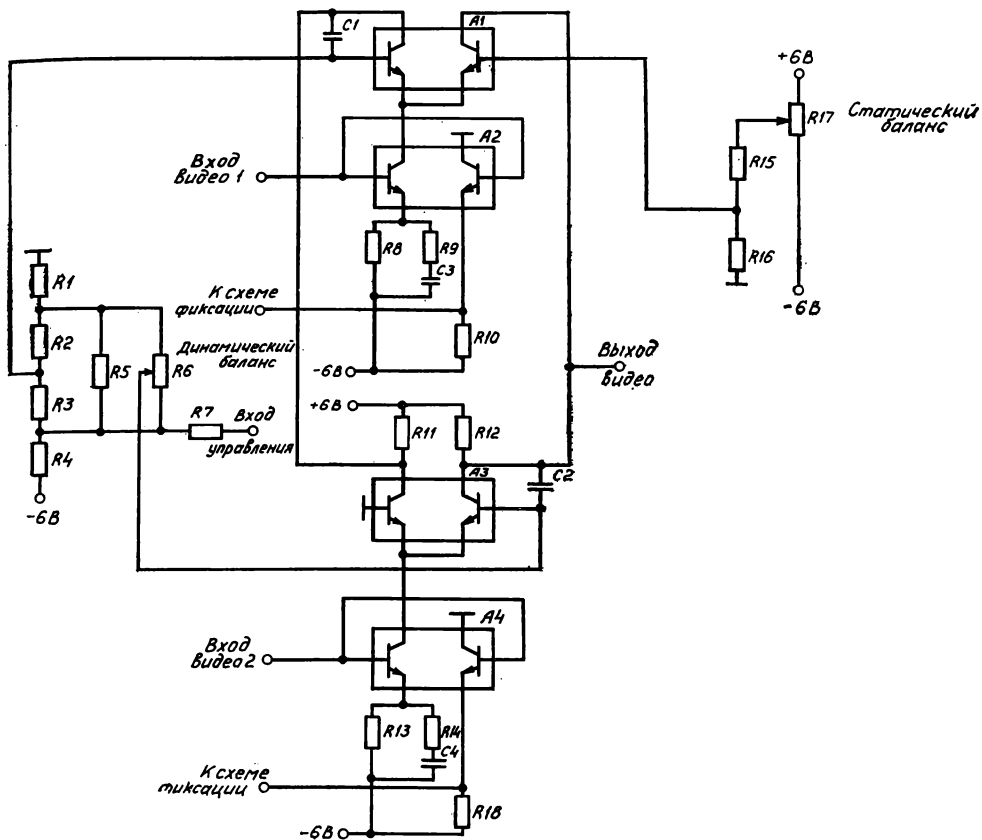 C1
A1
+6В
R17
Статический
баланс
R15
R16
-6В
A2
Вход
видео 1
R8
R9
C3
R1
R2
R5
R6
Динамический
баланс
R3
R4
-6В
R7
Вход
управления
К схеме
фиксации
R10
-6В
Выход
видео
+6В
R11
R12
A3
C2
A4
Вход
видео 2
R13
R14
C4
К схеме
фиксации
R18
-6В